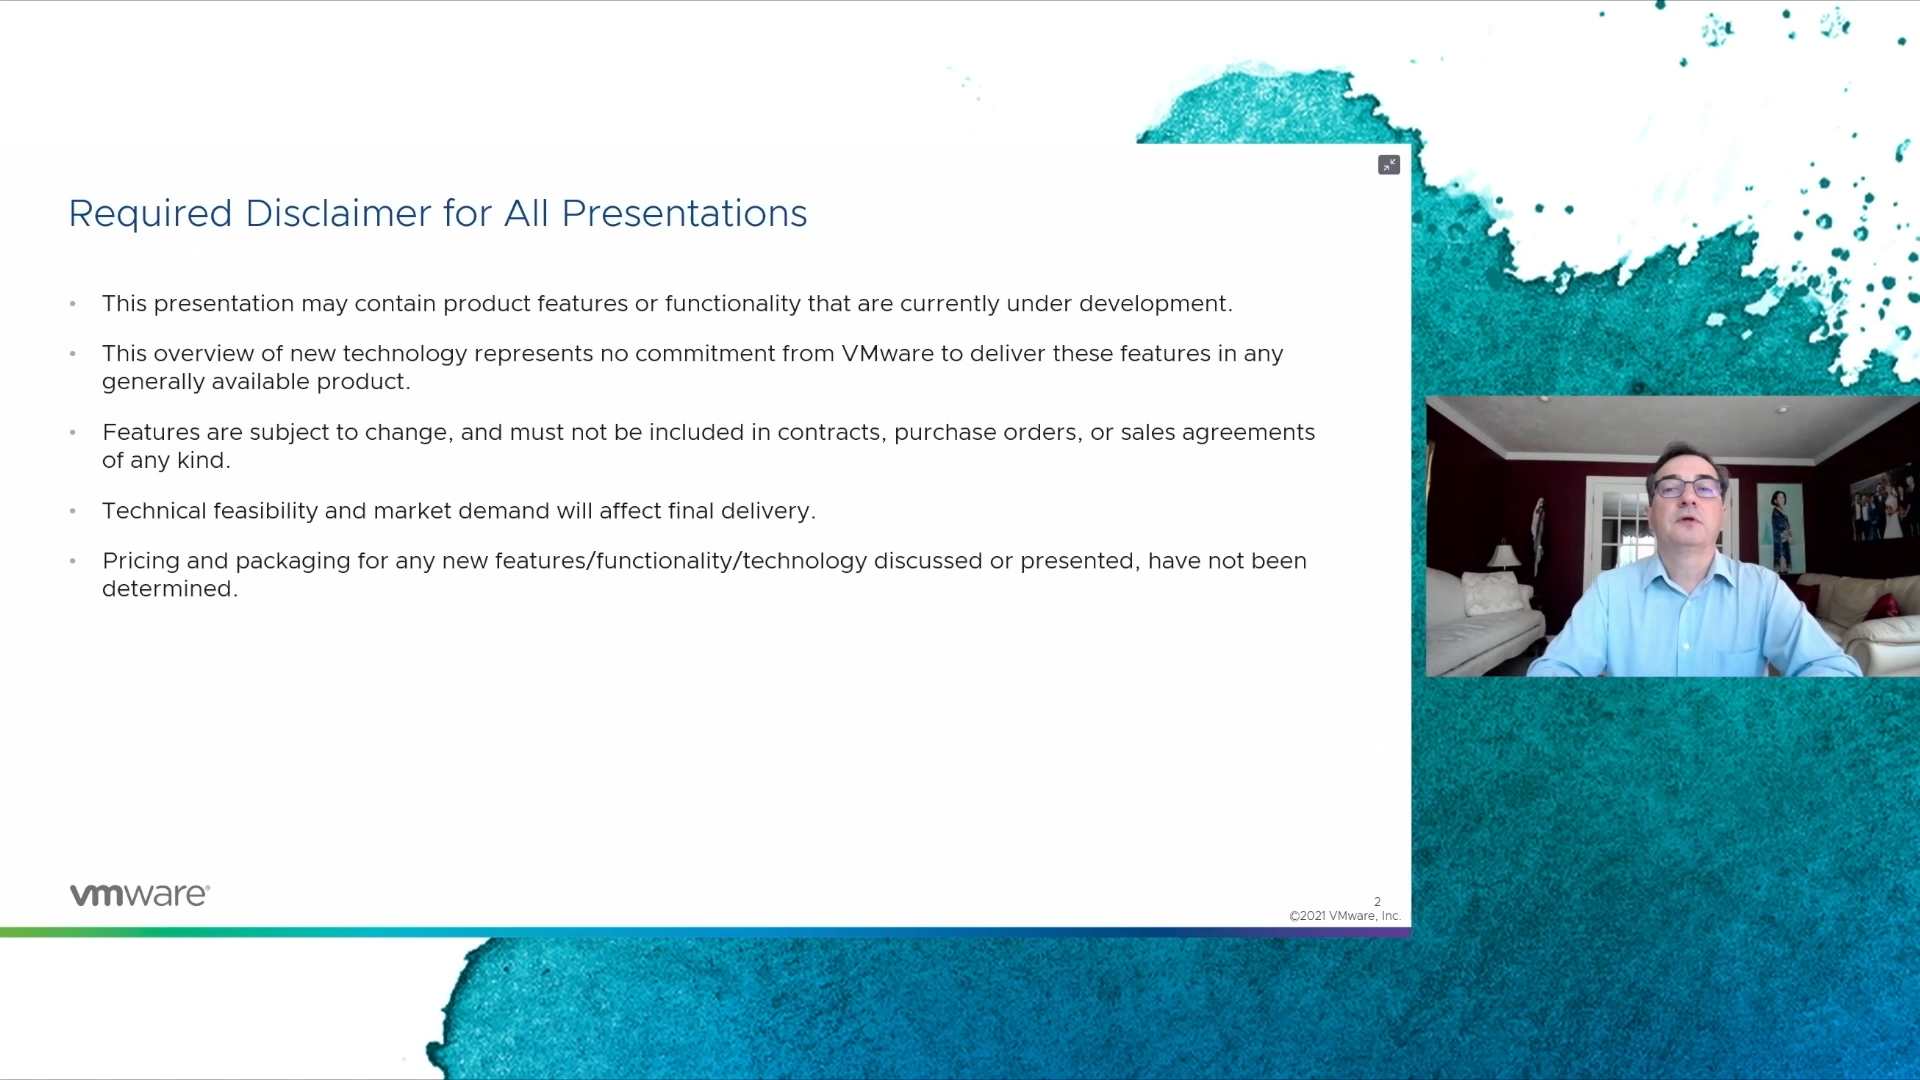 Required Disclaimer for All Presentations
• This presentation may contain product features or functionality that are currently under development.
• This overview of new technology represents no commitment from VMware to deliver these features in any
generally available product.
• Features are subject to change, and must not be included in contracts, purchase orders, or sales agreements
of any kind.
• Technical feasibility and market demand will affect final delivery.
• Pricing and packaging for any new features/functionality/technology discussed or presented, have not been
determined.
vmware®
2
©2021 VMware, Inc.